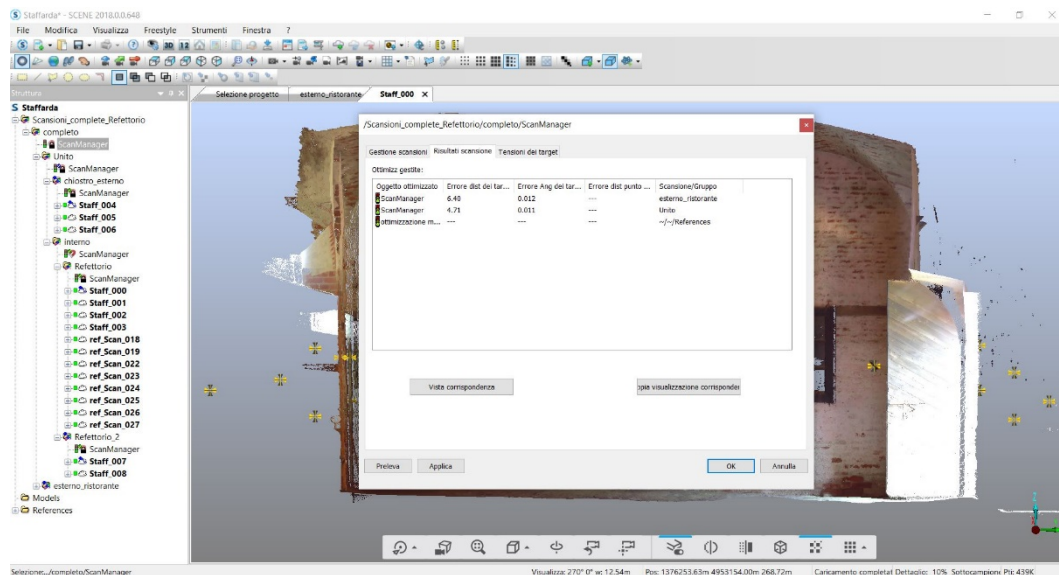 Staffarda* - SCENE 2018.0.0.648
File Modifica Visualizza Freestyle Strumenti Finestra ?
Struttura
Selezione progetto esterno_ristorante Staff_000 X
S Staffarda
Scansioni_complete_Refettorio
completo
ScanManager
Unito
ScanManager
chiostro_esterno
ScanManager
Staff_004
Staff_005
Staff_006
interno
ScanManager
Refettorio
ScanManager
Staff_000
Staff_001
Staff_002
Staff_003
ref_Scan_018
ref_Scan_019
ref_Scan_022
ref_Scan_023
ref_Scan_024
ref_Scan_025
ref_Scan_026
ref_Scan_027
Refettorio_2
ScanManager
Staff_007
Staff_008
esterno_ristorante
Models
References
/Scansioni_complete_Refettorio/completo/ScanManager
Gestione scansioni Risultati scansione Tensioni dei target
Ottimizz gestite:
Oggetto ottimizzato Errore dist dei tar... Errore Ang dei tar... Errore dist punto ... Scansione/Gruppo
ScanManager 6.40 0.012 --- esterno_ristorante
ScanManager 4.71 0.011 --- Unito
ottimizzazione m... --- --- --- ~/~/References
Vista corrispondenza opia visualizzazione corrisponden
Preleva Applica OK Annulla
Selezione:.../completo/ScanManager Visualizza: 270° 0° w: 12.54m Pos: 1376253.63m 4953154.00m 268.72m Caricamento completat Dettaglio: 10% Sottocampioni Pti: 439K